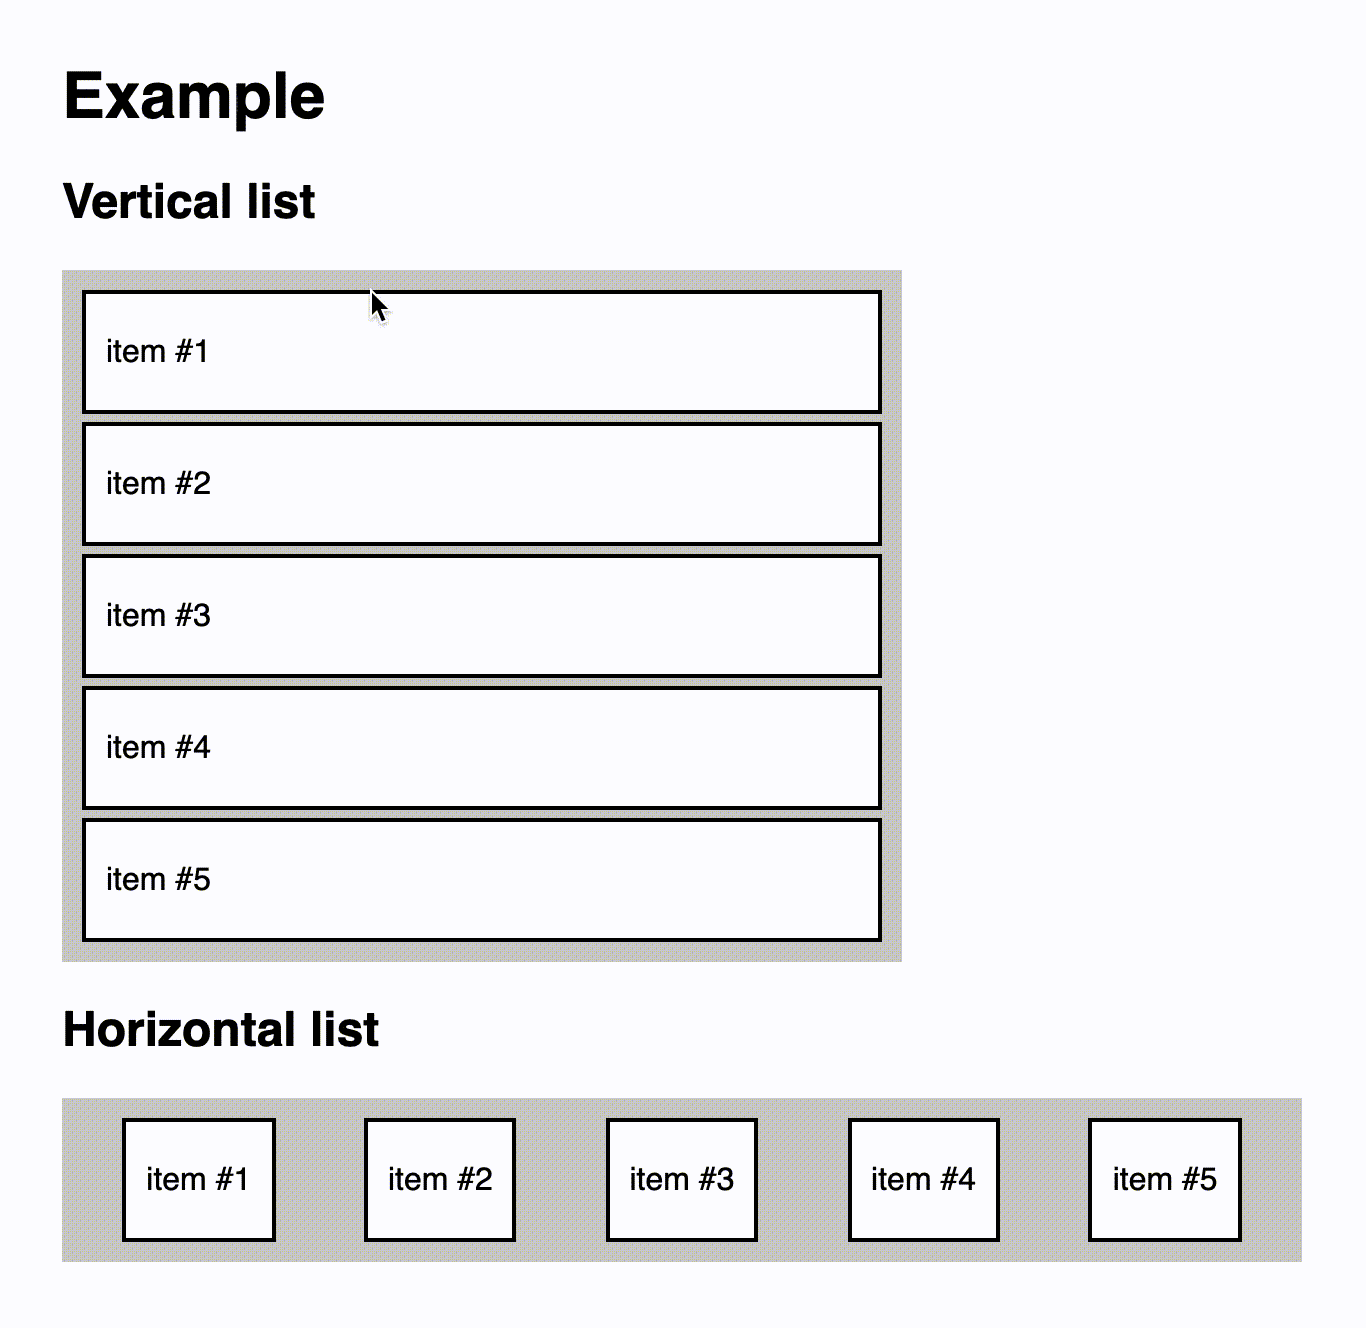 Example
Vertical list
item #1
item #2
item #3
item #4
item #5
Horizontal list
item #1 item #2 item #3 item #4 item #5